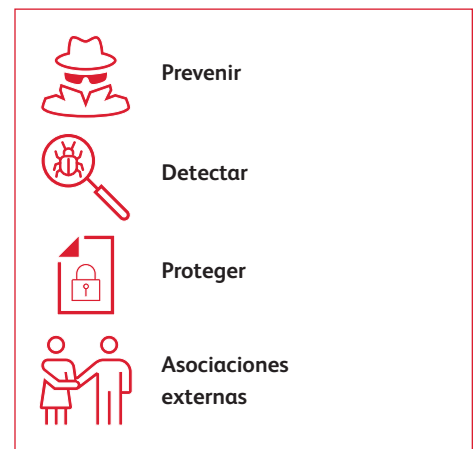 Prevenir
Detectar
Proteger
Asociaciones
externas